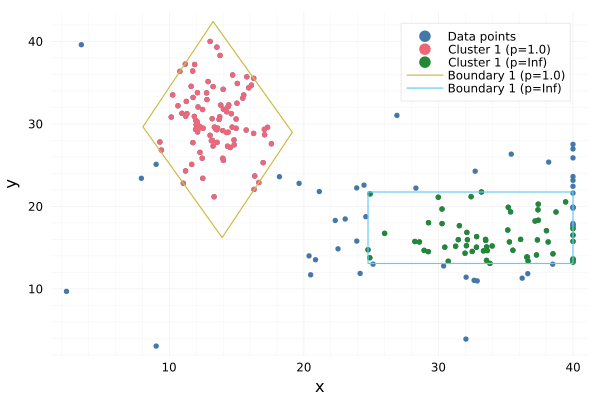 Data points
Cluster 1 (p=1.0)
Cluster 1 (p=Inf)
Boundary 1 (p=1.0)
Boundary 1 (p=Inf)
40
30
20
10
y
10 20 30 40
x